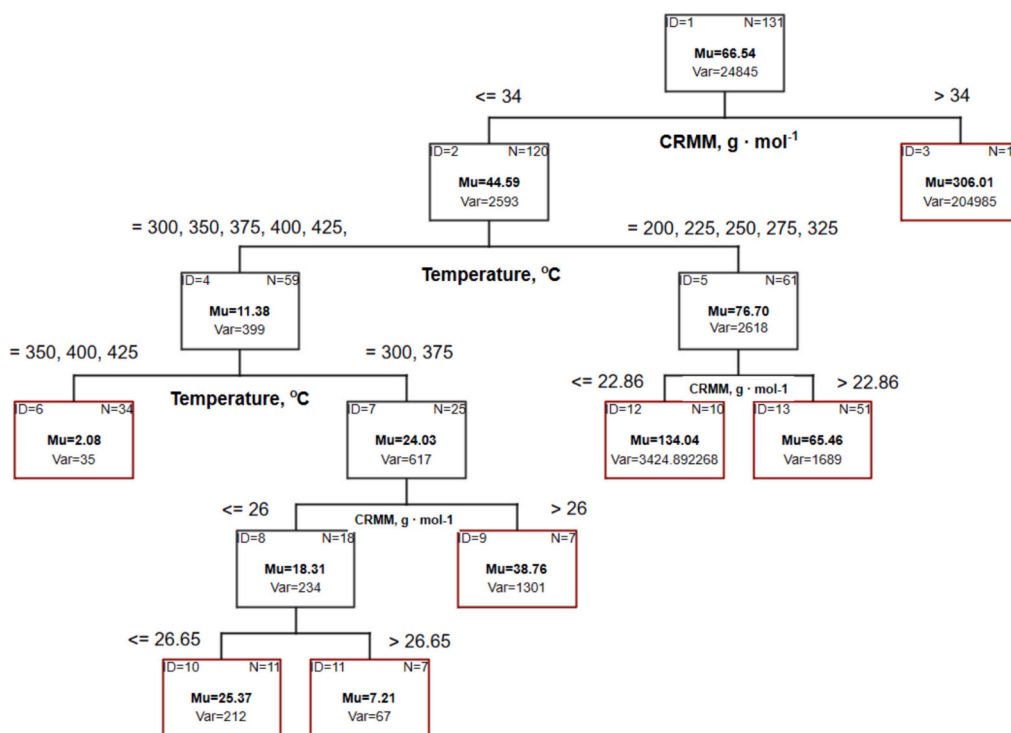 ID=1 N=131
Mu=66.54
Var=24845
<= 34 > 34
CRMM, g · mol-1
ID=2 N=120
Mu=44.59
Var=2593
ID=3 N=1
Mu=306.01
Var=204985
= 300, 350, 375, 400, 425, = 200, 225, 250, 275, 325
Temperature, °C
ID=4 N=59
Mu=11.38
Var=399
ID=5 N=61
Mu=76.70
Var=2618
= 350, 400, 425 = 300, 375
Temperature, °C
<= 22.86 > 22.86
CRMM, g · mol-1
ID=6 N=34
Mu=2.08
Var=35
ID=7 N=25
Mu=24.03
Var=617
ID=12 N=10
Mu=134.04
Var=3424.892268
ID=13 N=51
Mu=65.46
Var=1689
<= 26 > 26
CRMM, g · mol-1
ID=8 N=18
Mu=18.31
Var=234
ID=9 N=7
Mu=38.76
Var=1301
<= 26.65 > 26.65
ID=10 N=11
Mu=25.37
Var=212
ID=11 N=7
Mu=7.21
Var=67